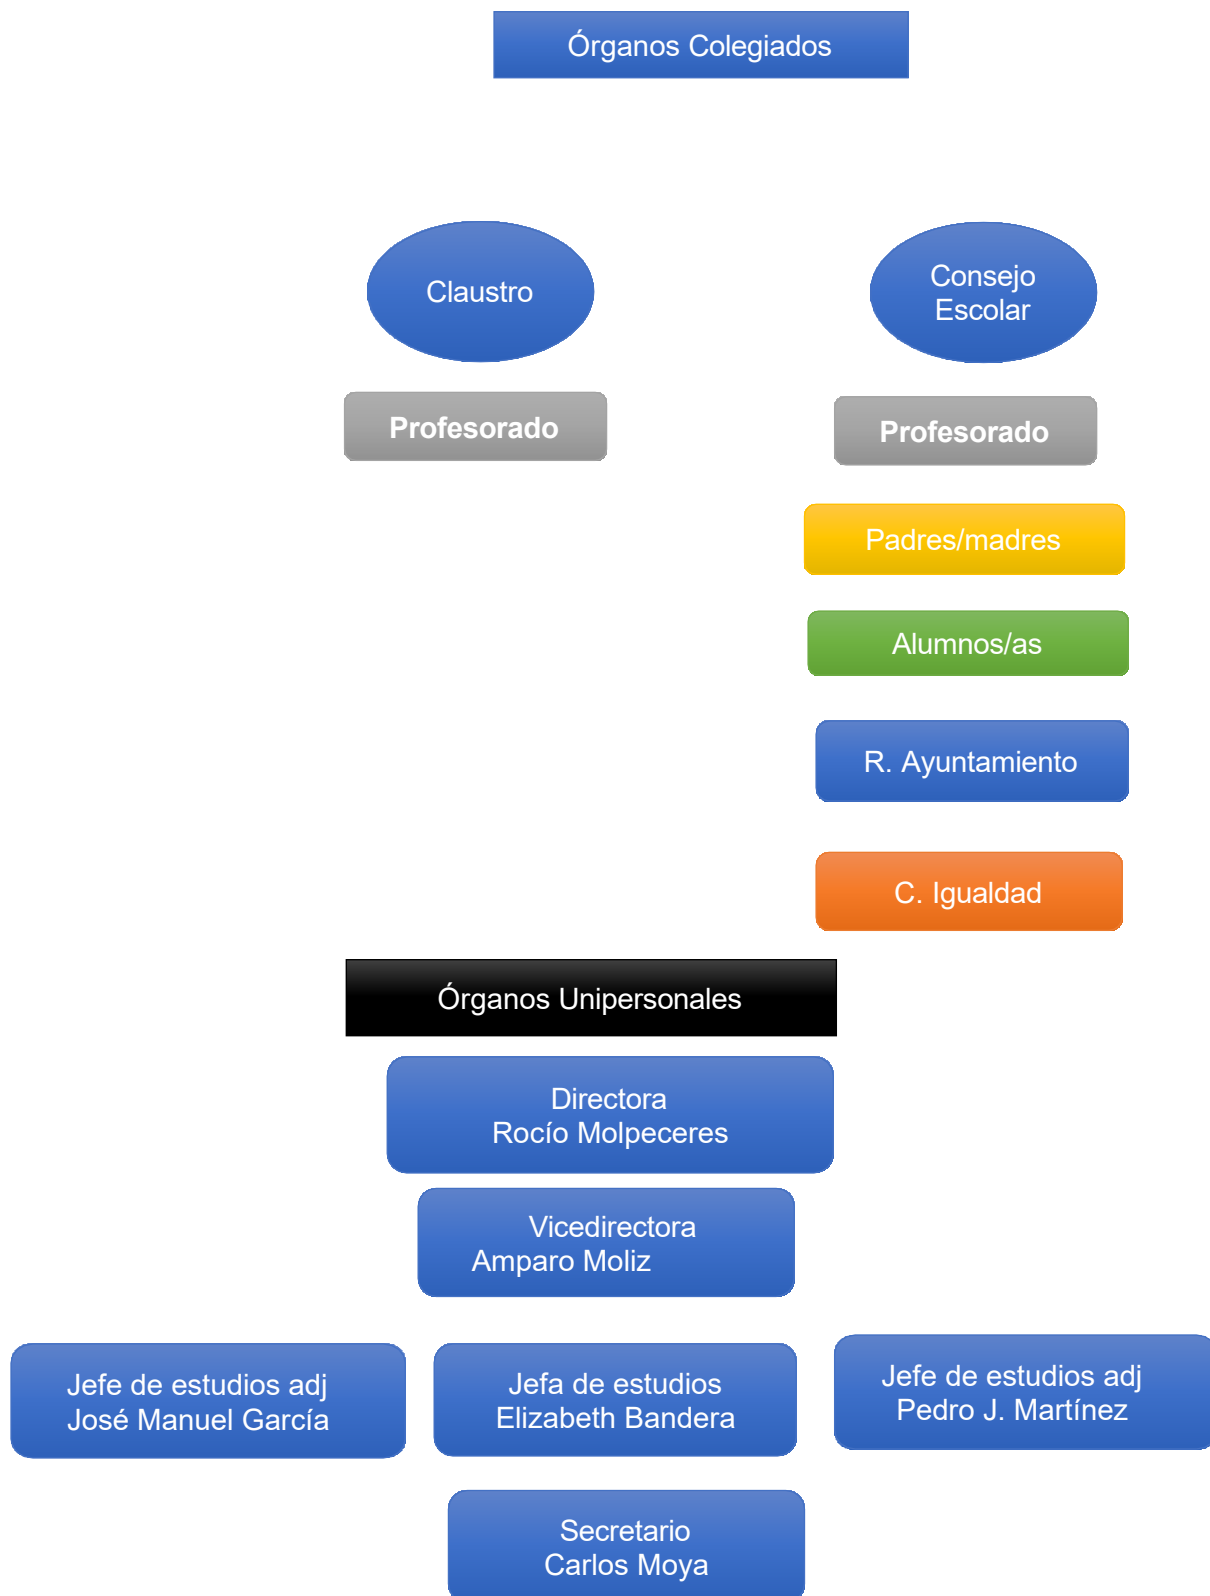 Órganos Colegiados
Claustro
Consejo
Escolar
Profesorado
Profesorado
Padres/madres
Alumnos/as
R. Ayuntamiento
C. Igualdad
Órganos Unipersonales
Directora
Rocío Molpeceres
Vicedirectora
Amparo Moliz
Jefe de estudios adj
José Manuel García
Jefa de estudios
Elizabeth Bandera
Jefe de estudios adj
Pedro J. Martínez
Secretario
Carlos Moya